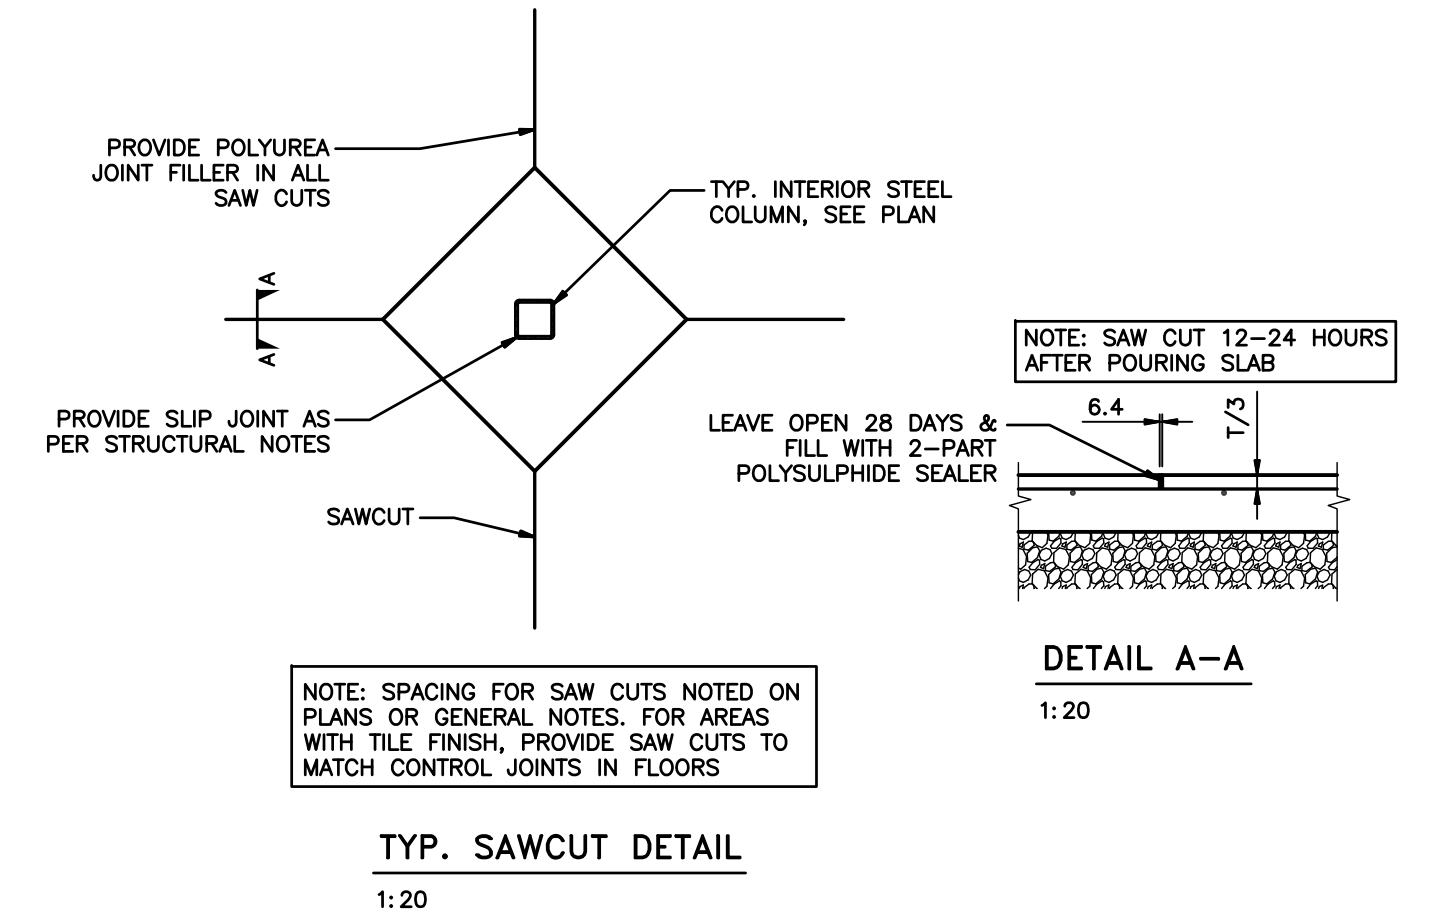 PROVIDE POLYUREA
JOINT FILLER IN ALL
SAW CUTS
TYP. INTERIOR STEEL
COLUMN, SEE PLAN
A
A
PROVIDE SLIP JOINT AS
PER STRUCTURAL NOTES
SAWCUT
NOTE: SPACING FOR SAW CUTS NOTED ON
PLANS OR GENERAL NOTES. FOR AREAS
WITH TILE FINISH, PROVIDE SAW CUTS TO
MATCH CONTROL JOINTS IN FLOORS
TYP. SAWCUT DETAIL
1:20
NOTE: SAW CUT 12-24 HOURS
AFTER POURING SLAB
6.4
T/3
LEAVE OPEN 28 DAYS &
FILL WITH 2-PART
POLYSULPHIDE SEALER
DETAIL A-A
1:20